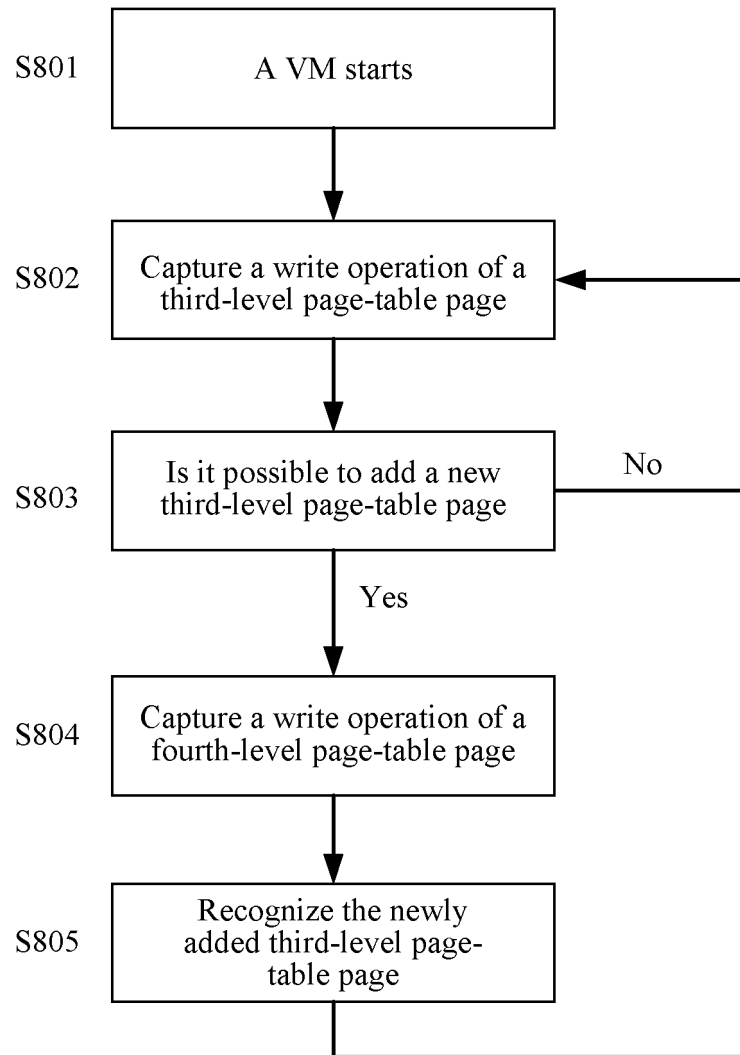 S801
A VM starts
S802
Capture a write operation of a
third-level page-table page
S803
Is it possible to add a new
third-level page-table page
No
Yes
S804
Capture a write operation of a
fourth-level page-table page
S805
Recognize the newly
added third-level page-
table page